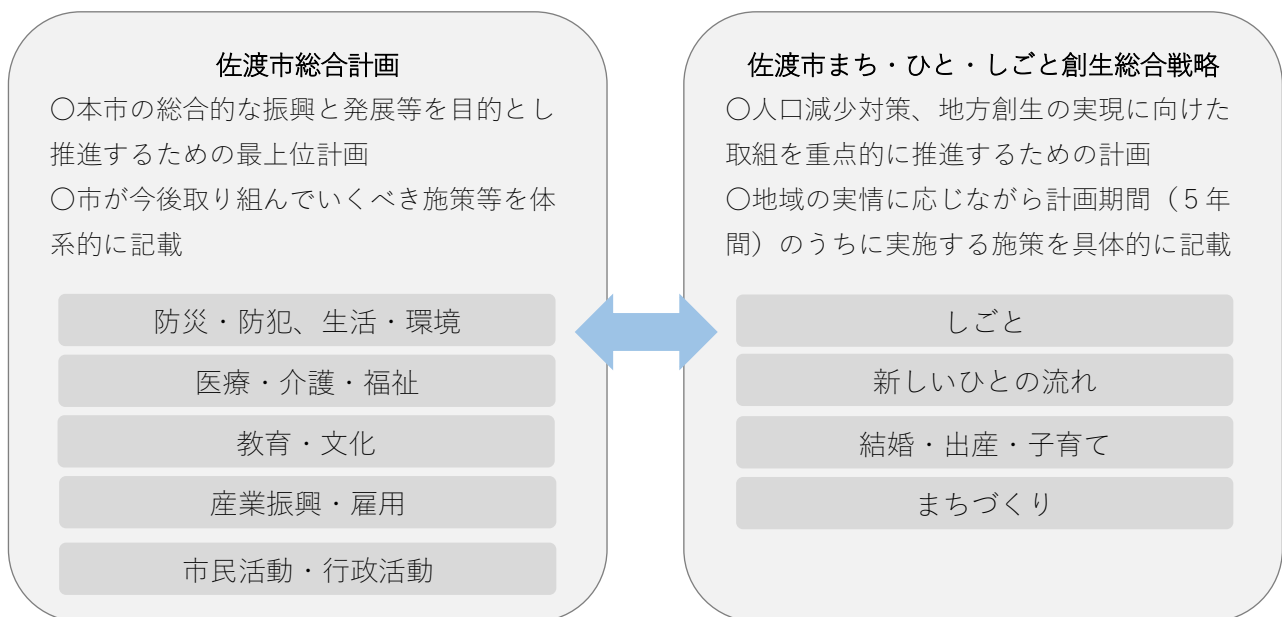 佐渡市総合計画
〇本市の総合的な振興と発展等を目的とし
推進するための最上位計画
〇市が今後取り組んでいくべき施策等を体
系的に記載
防災・防犯、生活・環境
医療・介護・福祉
教育・文化
産業振興・雇用
市民活動・行政活動
佐渡市まち・ひと・しごと創生総合戦略
〇人口減少対策、地方創生の実現に向けた
取組を重点的に推進するための計画
〇地域の実情に応じながら計画期間（５年
間）のうちに実施する施策を具体的に記載
しごと
新しいひとの流れ
結婚・出産・子育て
まちづくり